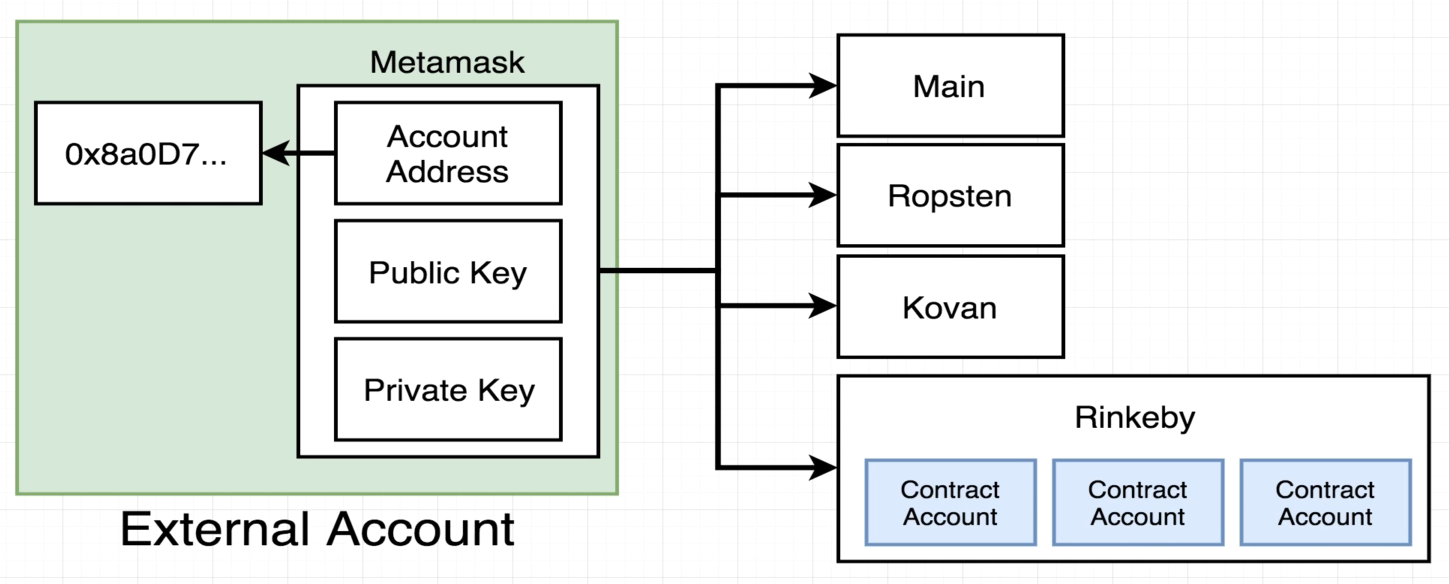 Metamask
0x8a0D7...
Account
Address
Public Key
Private Key
External Account
Main
Ropsten
Kovan
Rinkeby
Contract
Account
Contract
Account
Contract
Account